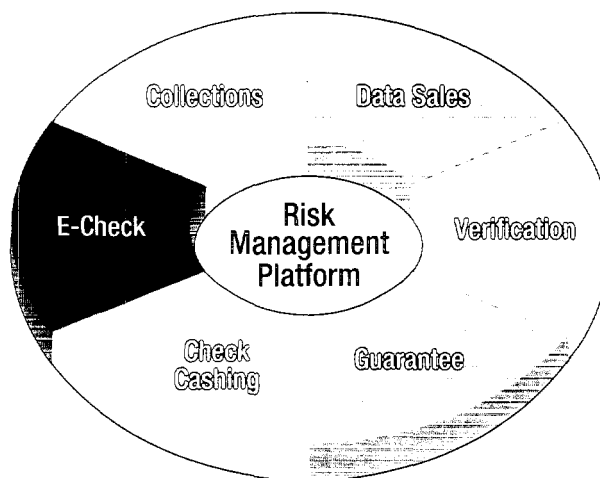 Collections
Data Sales
E-Check
Risk
Management
Platform
Verification
Check
Cashing
Guarantee